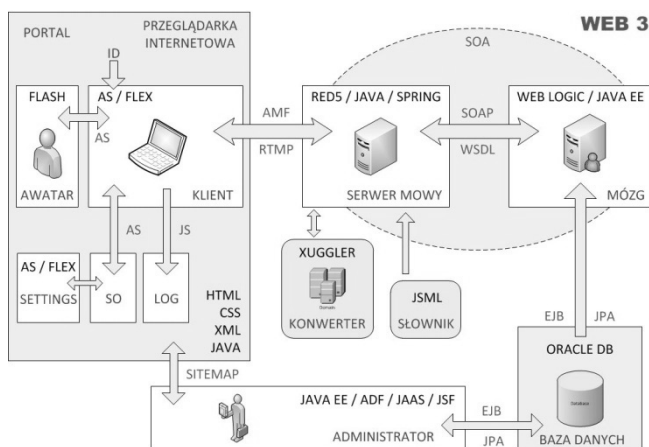 WEB 3
PORTAL
PRZEGLĄDARKA
INTERNETOWA
SOA
ID
FLASH
AS / FLEX
AMF
RED5 / JAVA / SPRING
SOAP
WEB LOGIC / JAVA EE
AS
RTMP
WSDL
AWATAR
KLIENT
SERWER MOWY
MÓZG
AS
JS
XUGGLER
Domain
KONWERTER
JSML
SŁOWNIK
AS / FLEX
SETTINGS
SO
LOG
HTML
CSS
XML
JAVA
EJB
JPA
ORACLE DB
Database
BAZA DANYCH
SITEMAP
JAVA EE / ADF / JAAS / JSF
ADMINISTRATOR
EJB
JPA